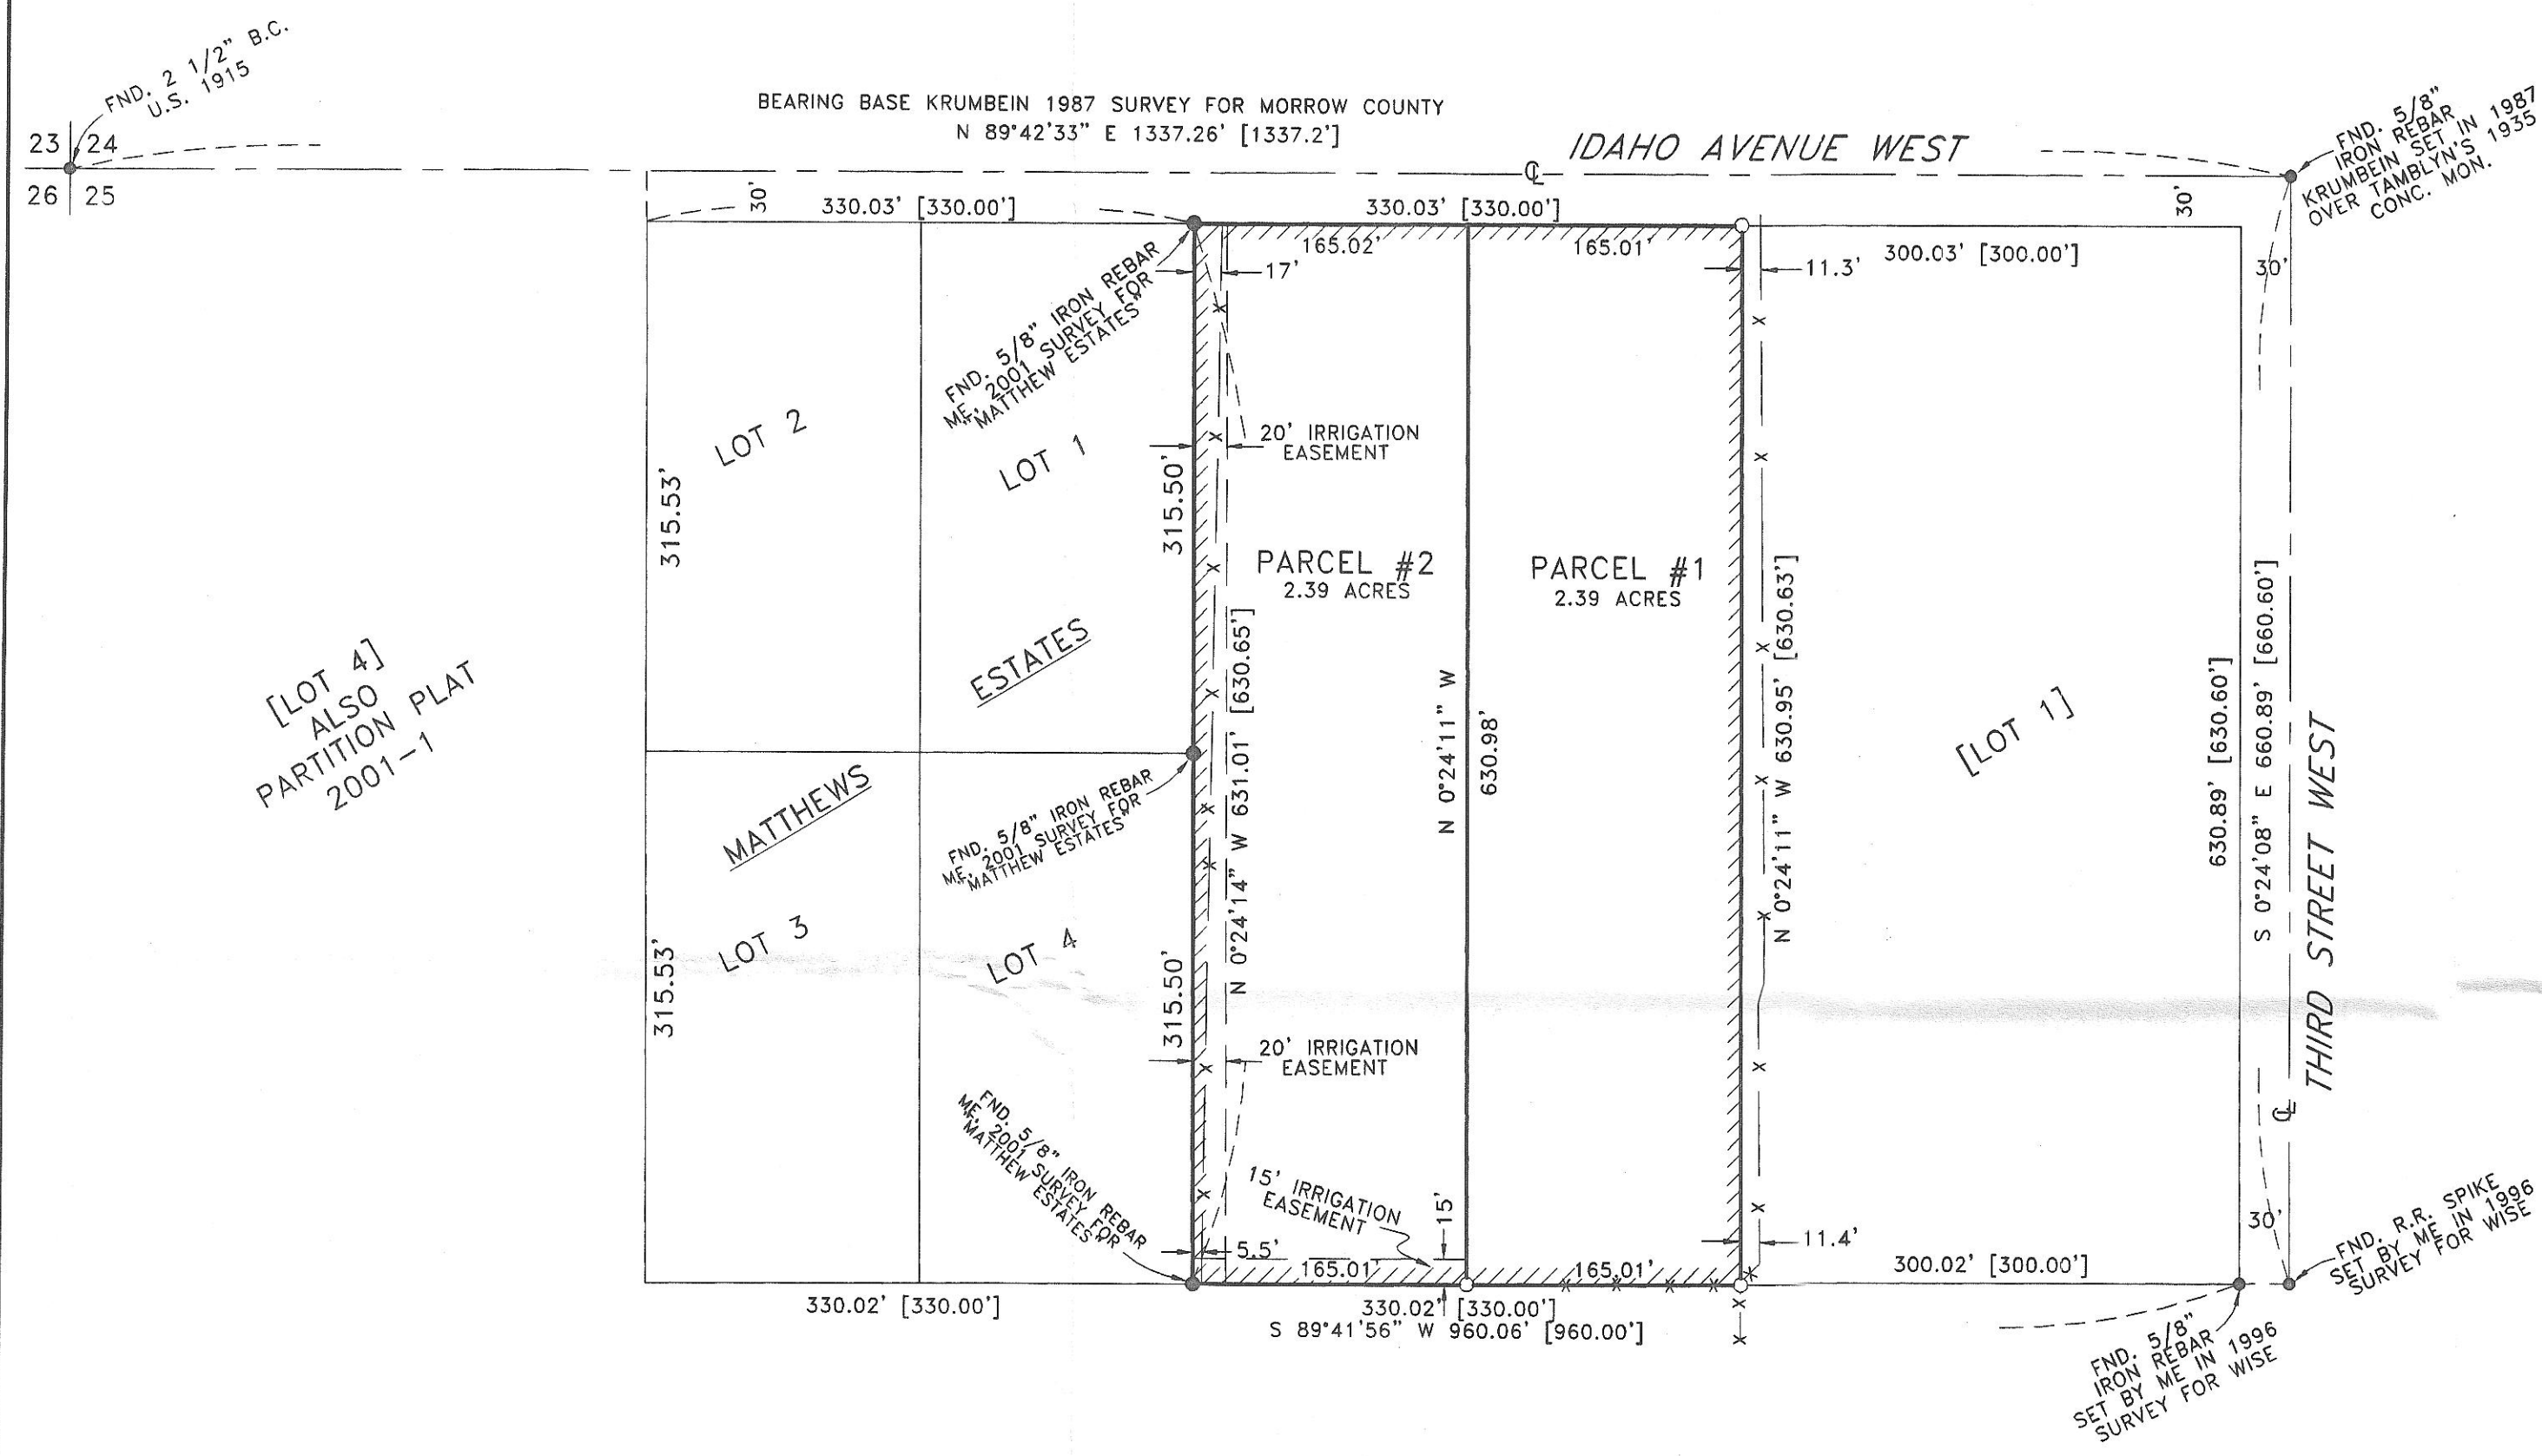 FND. 2 1/2" B.C.
U.S. 1915
23 24
26 25
BEARING BASE KRUMBEIN 1987 SURVEY FOR MORROW COUNTY
N 89°42'33" E 1337.26' [1337.2']
IDAHO AVENUE WEST
℄
FND. 5/8"
IRON REBAR
KRUMBEIN SET IN 1987
OVER TAMBLYN'S 1935
CONC. MON.
30'
330.03' [330.00']
330.03' [330.00']
30'
165.02'
165.01'
300.03' [300.00']
17'
11.3'
30'
FND. 5/8" IRON REBAR
ME, 2001 SURVEY FOR
"MATTHEW ESTATES"
LOT 2
LOT 1
20' IRRIGATION
EASEMENT
315.53'
315.50'
PARCEL #2
2.39 ACRES
PARCEL #1
2.39 ACRES
[LOT 4]
ALSO
PARTITION PLAT
2001-1
ESTATES
MATTHEWS
N 0°24'14" W 631.01' [630.65']
N 0°24'11" W
630.98'
N 0°24'11" W 630.95' [630.63']
[LOT 1]
630.89' [630.60']
S 0°24'08" E 660.89' [660.60']
THIRD STREET WEST
℄
FND. 5/8" IRON REBAR
ME, 2001 SURVEY FOR
"MATTHEW ESTATES"
LOT 3
LOT 4
315.53'
315.50'
20' IRRIGATION
EASEMENT
FND. 5/8" IRON REBAR
ME, 2001 SURVEY FOR
"MATTHEW ESTATES"
15' IRRIGATION
EASEMENT
15'
5.5'
11.4'
30'
165.01'
165.01'
300.02' [300.00']
FND. R.R. SPIKE
SET BY ME IN 1996
SURVEY FOR WISE
330.02' [330.00']
330.02' [330.00']
S 89°41'56" W 960.06' [960.00']
FND. 5/8"
IRON REBAR
SET BY ME IN 1996
SURVEY FOR WISE